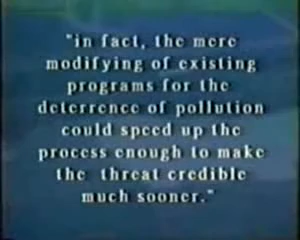 "in fact, the mere
modifying of existing
programs for the
deterrence of pollution
could speed up the
process enough to make
the threat credible
much sooner."